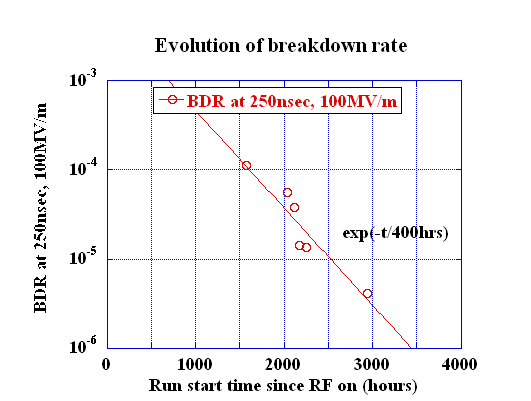 Evolution of breakdown rate
BDR at 250nsec, 100MV/m
10-3
10-4
10-5
10-6
BDR at 250nsec, 100MV/m
exp(-t/400hrs)
0 1000 2000 3000 4000
Run start time since RF on (hours)